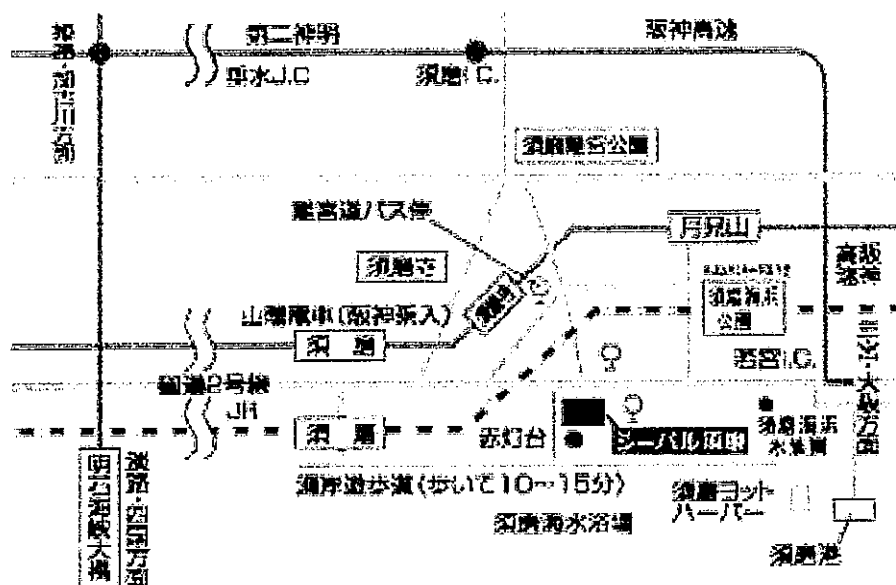 第二神明
阪神高速
垂水J.C
須磨I.C.
須磨離宮公園
離宮道バス停
月見山
須磨寺
阪神
高速
須磨海浜
公園
山陽電車(阪神乗入)
須磨
若宮I.C.
国道2号線
JR
須磨
赤灯台
シーパル須磨
須磨海浜
水族園
海岸遊歩道(歩いて10〜15分)
須磨海水浴場
須磨ヨット
ハーバー
須磨港
明石海峡大橋
淡路・四国方面